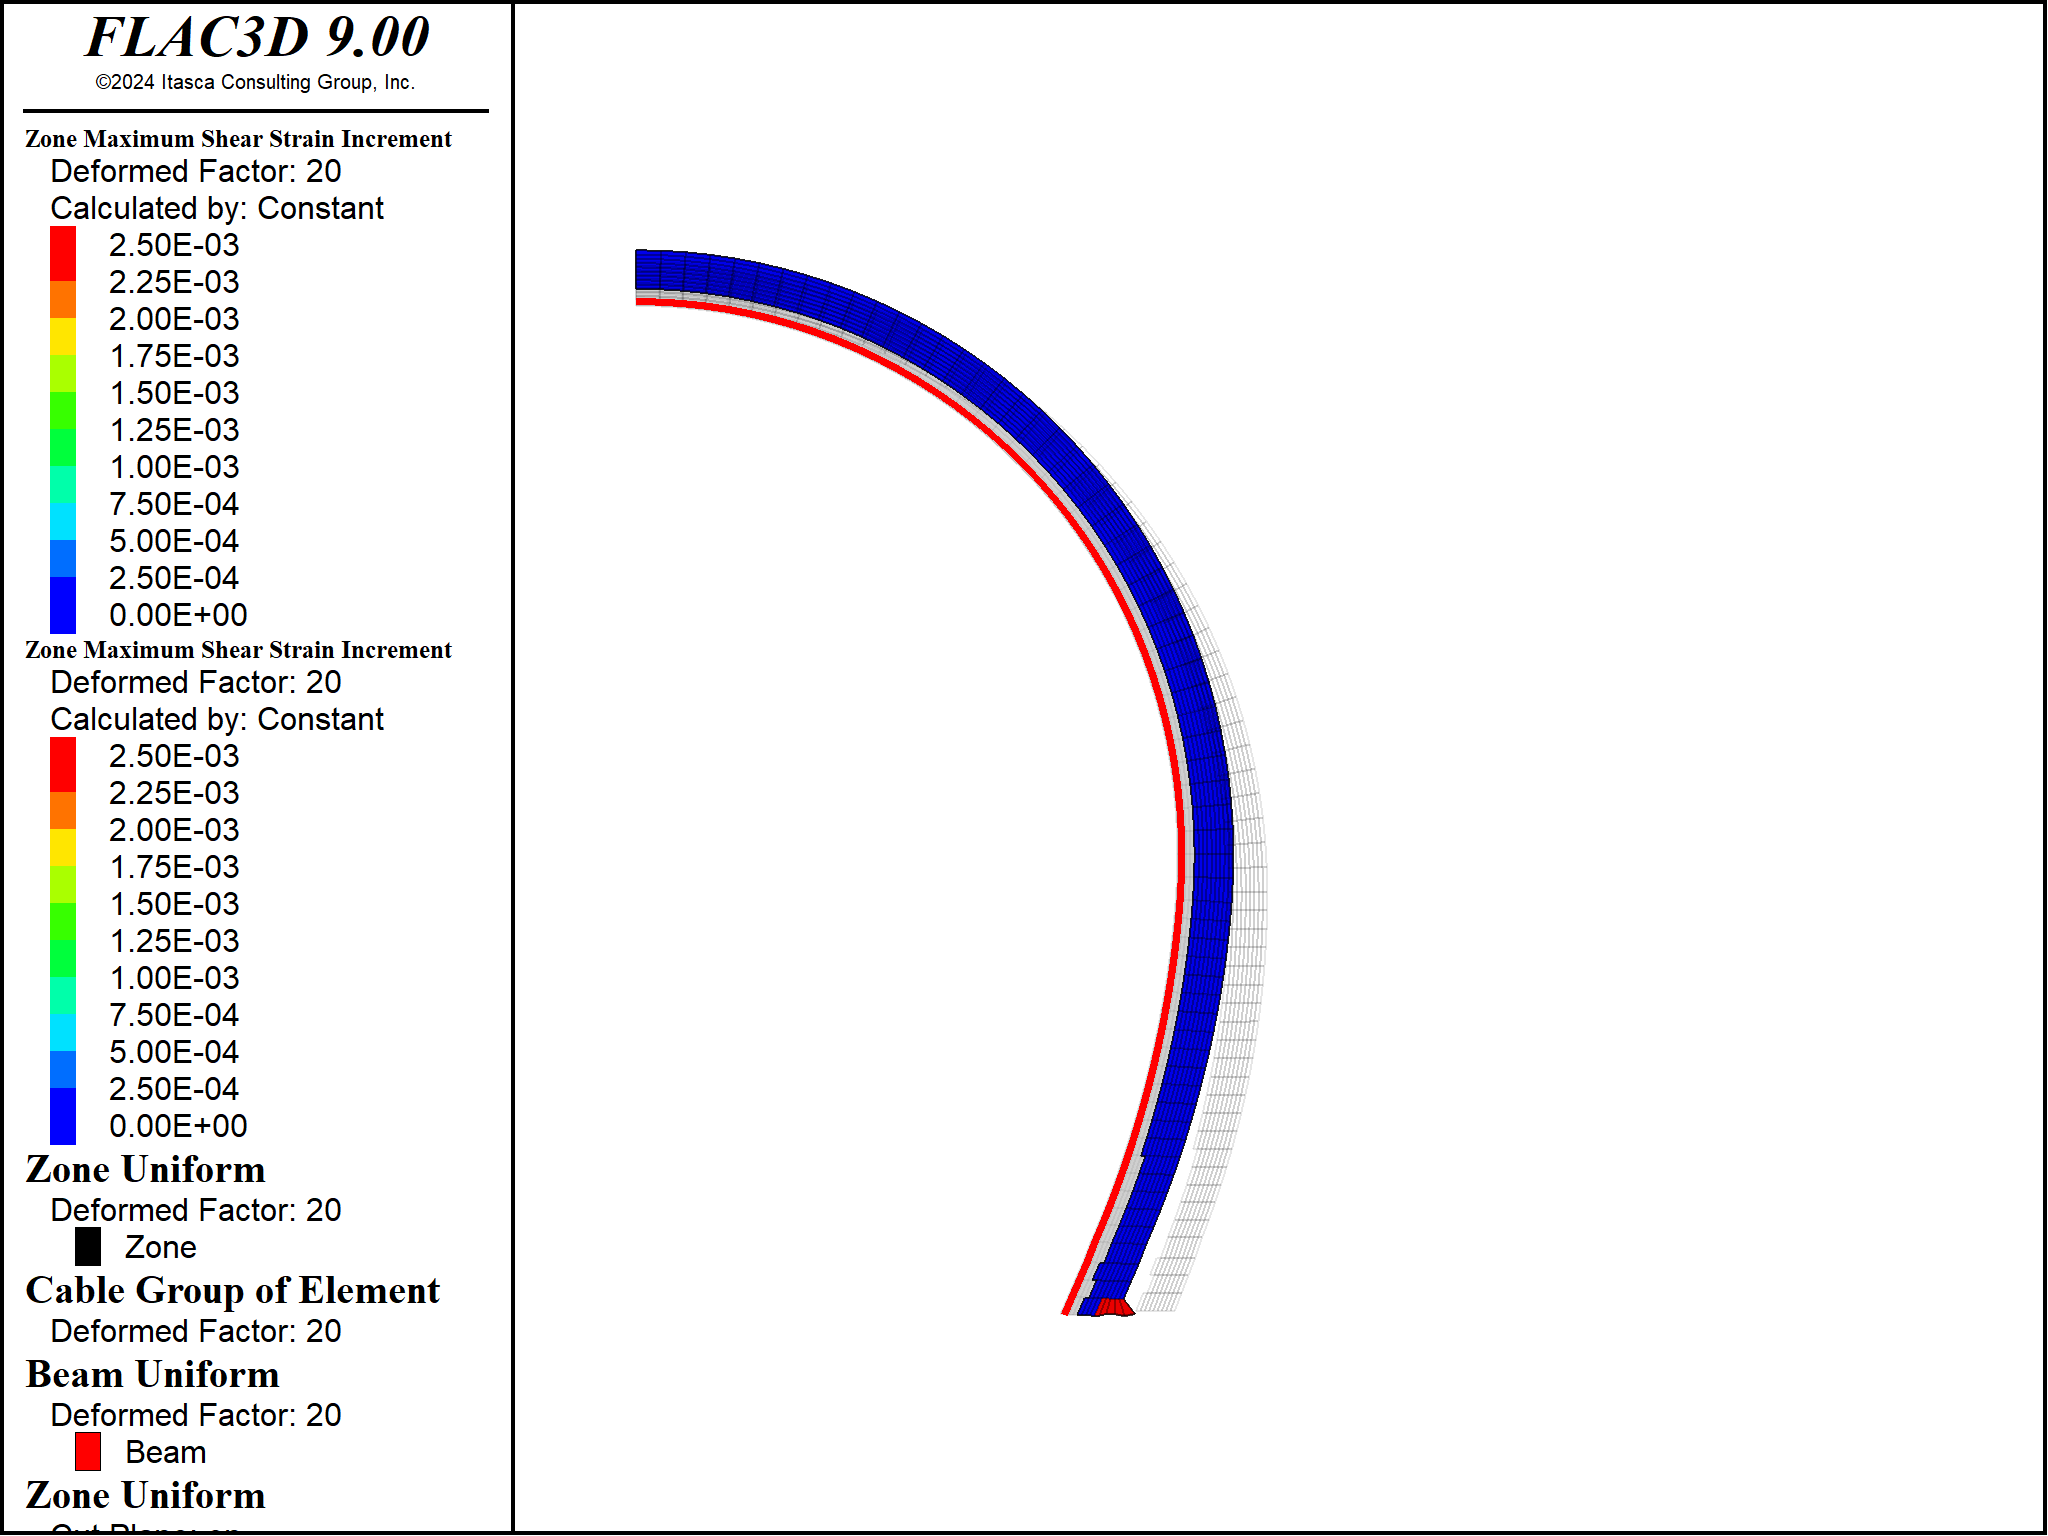 FLAC3D 9.00
©2024 Itasca Consulting Group, Inc.
Zone Maximum Shear Strain Increment
Deformed Factor: 20
Calculated by: Constant
2.50E-03
2.25E-03
2.00E-03
1.75E-03
1.50E-03
1.25E-03
1.00E-03
7.50E-04
5.00E-04
2.50E-04
0.00E+00
Zone Maximum Shear Strain Increment
Deformed Factor: 20
Calculated by: Constant
2.50E-03
2.25E-03
2.00E-03
1.75E-03
1.50E-03
1.25E-03
1.00E-03
7.50E-04
5.00E-04
2.50E-04
0.00E+00
Zone Uniform
Deformed Factor: 20
Zone
Cable Group of Element
Deformed Factor: 20
Beam Uniform
Deformed Factor: 20
Beam
Zone Uniform